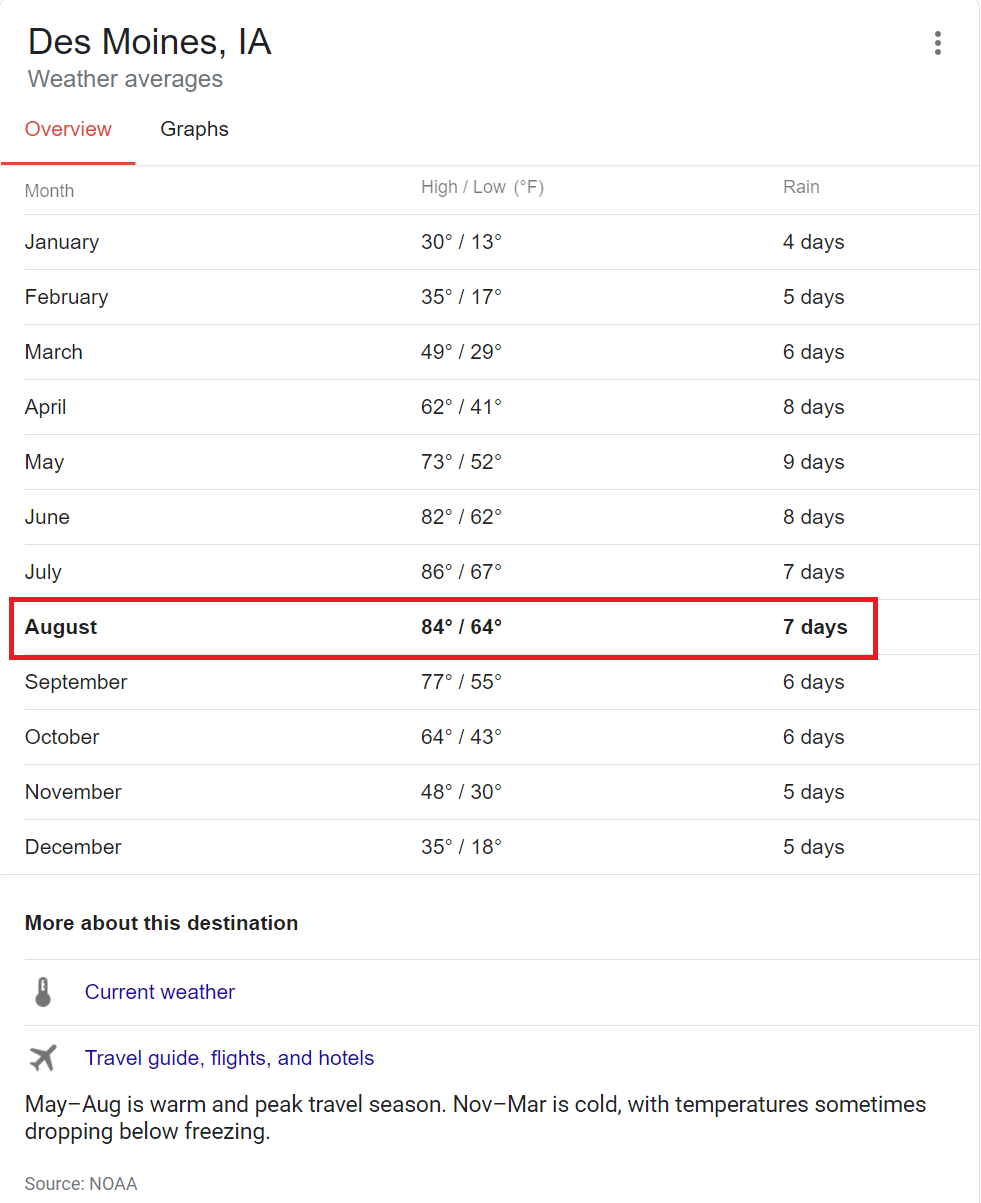 Des Moines, IA
Weather averages
Overview Graphs
Month High / Low (°F) Rain
January 30° / 13° 4 days
February 35° / 17° 5 days
March 49° / 29° 6 days
April 62° / 41° 8 days
May 73° / 52° 9 days
June 82° / 62° 8 days
July 86° / 67° 7 days
August 84° / 64° 7 days
September 77° / 55° 6 days
October 64° / 43° 6 days
November 48° / 30° 5 days
December 35° / 18° 5 days
More about this destination
Current weather
Travel guide, flights, and hotels
May–Aug is warm and peak travel season. Nov–Mar is cold, with temperatures sometimes
dropping below freezing.
Source: NOAA